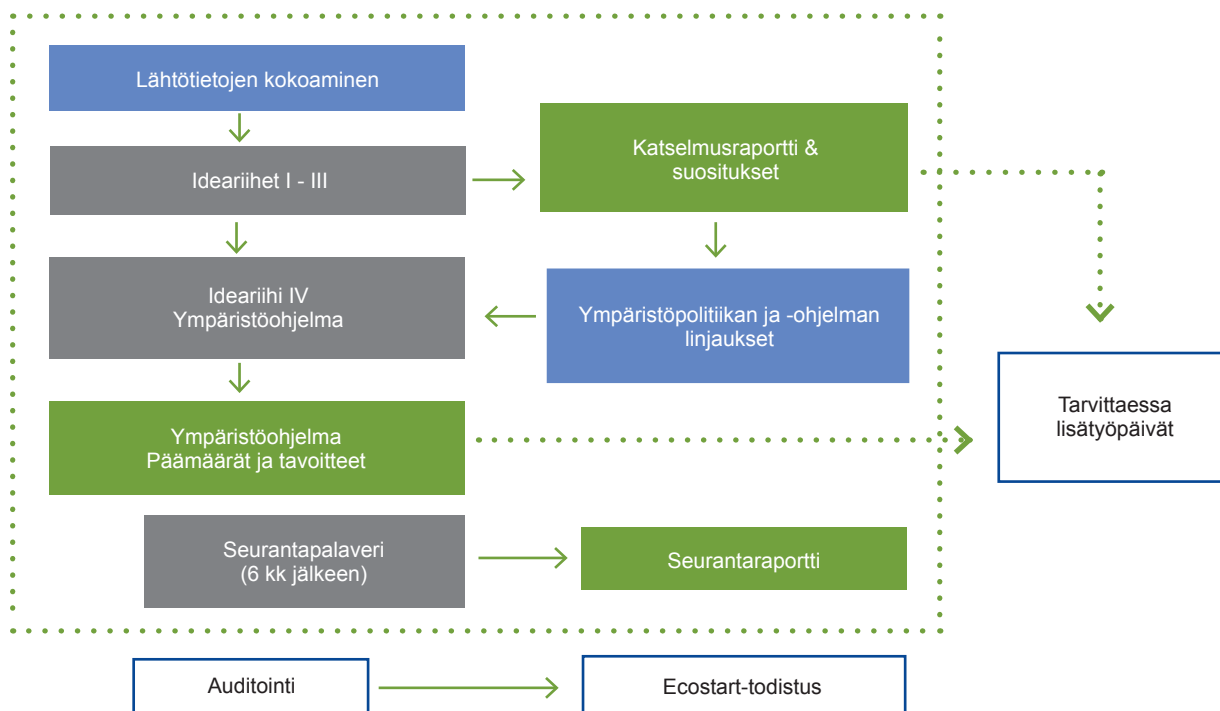 Lähtötietojen kokoaminen
Ideariihet I - III
Katselmusraportti &
suositukset
Ideariihi IV
Ympäristöohjelma
Ympäristöpolitiikan ja -ohjelman
linjaukset
Tarvittaessa
lisätyöpäivät
Ympäristöohjelma
Päämäärät ja tavoitteet
Seurantapalaveri
(6 kk jälkeen)
Seurantaraportti
Auditointi
Ecostart-todistus